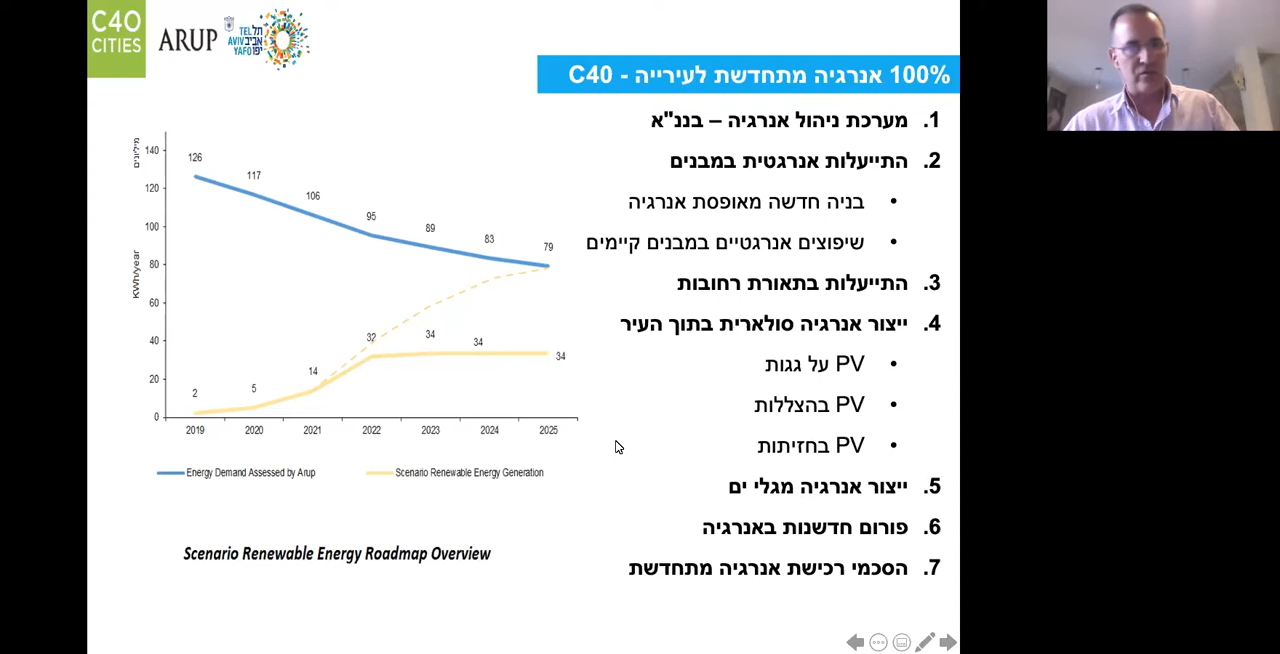 C40
CITIES
ARUP
TEL
AVIV
YAFO
תל
אביב
יפו
100% אנרגיה מתחדשת לעירייה - C40
1. מערכת ניהול אנרגיה – בננ"א
2. התייעלות אנרגטית במבנים
• בניה חדשה מאופסת אנרגיה
• שיפוצים אנרגטיים במבנים קיימים
3. התייעלות בתאורת רחובות
4. ייצור אנרגיה סולארית בתוך העיר
• PV על גגות
• PV בהצללות
• PV בחזיתות
5. ייצור אנרגיה מגלי ים
6. פורום חדשנות באנרגיה
7. הסכמי רכישת אנרגיה מתחדשת
מיליונים
KWh/year
140
120
100
80
60
40
20
0
126
117
106
95
89
83
79
2
5
14
32
34
34
34
2019 2020 2021 2022 2023 2024 2025
Energy Demand Assessed by Arup
Scenario Renewable Energy Generation
Scenario Renewable Energy Roadmap Overview